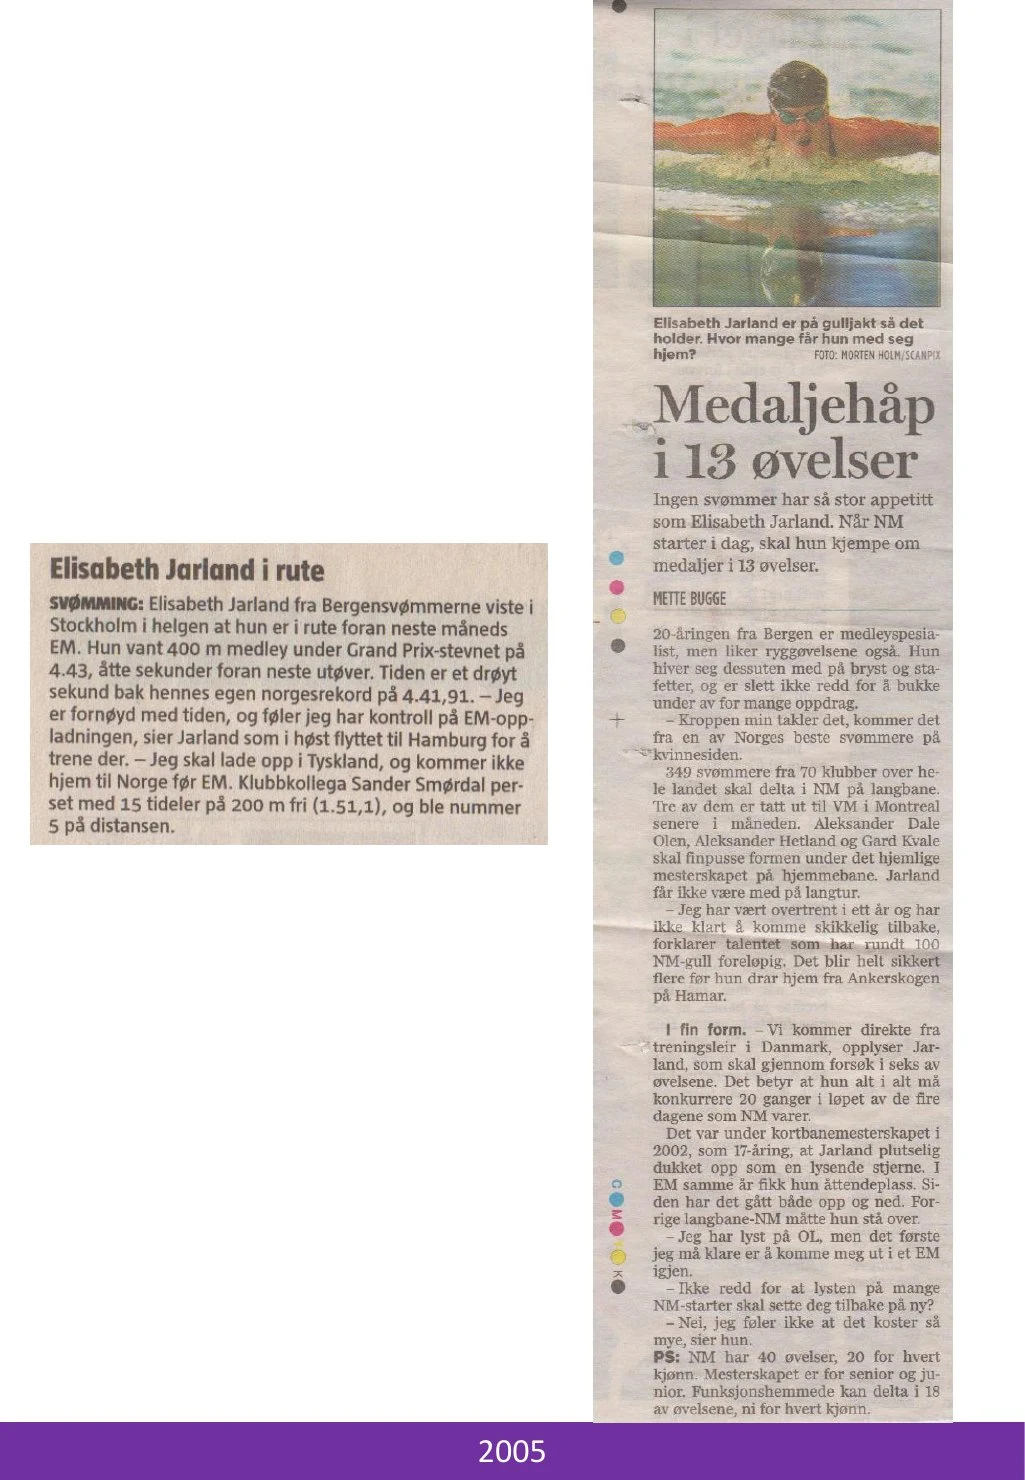 Elisabeth Jarland i rute
SVØMMING: Elisabeth Jarland fra Bergensvømmerne viste i
Stockholm i helgen at hun er i rute foran neste måneds
EM. Hun vant 400 m medley under Grand Prix-stevnet på
4.43, åtte sekunder foran neste utøver. Tiden er et drøyt
sekund bak hennes egen norgesrekord på 4.41,91. – Jeg
er fornøyd med tiden, og føler jeg har kontroll på EM-opp-
ladningen, sier Jarland som i høst flyttet til Hamburg for å
trene der. – Jeg skal lade opp i Tyskland, og kommer ikke
hjem til Norge før EM. Klubbkollega Sander Smørdal per-
set med 15 tideler på 200 m fri (1.51,1), og ble nummer
5 på distansen.
Elisabeth Jarland er på gulljakt så det
holder. Hvor mange får hun med seg
hjem? FOTO: MORTEN HOLM/SCANPIX
Medaljehåp
i 13 øvelser
Ingen svømmer har så stor appetitt
som Elisabeth Jarland. Når NM
starter i dag, skal hun kjempe om
medaljer i 13 øvelser.
METTE BUGGE
20-åringen fra Bergen er medleyspesia-
list, men liker ryggøvelsene også. Hun
hiver seg dessuten med på bryst og sta-
fetter, og er slett ikke redd for å bukke
under av for mange oppdrag.
– Kroppen min takler det, kommer det
fra en av Norges beste svømmere på
kvinnesiden.
349 svømmere fra 70 klubber over he-
le landet skal delta i NM på langbane.
Tre av dem er tatt ut til VM i Montreal
senere i måneden. Aleksander Dale
Olen, Aleksander Hetland og Gard Kvale
skal finpusse formen under det hjemlige
mesterskapet på hjemmebane. Jarland
får ikke være med på langtur.
– Jeg har vært overtrent i ett år og har
ikke klart å komme skikkelig tilbake,
forklarer talentet som har rundt 100
NM-gull foreløpig. Det blir helt sikkert
flere før hun drar hjem fra Ankerskogen
på Hamar.
I fin form. – Vi kommer direkte fra
treningsleir i Danmark, opplyser Jar-
land, som skal gjennom forsøk i seks av
øvelsene. Det betyr at hun alt i alt må
konkurrere 20 ganger i løpet av de fire
dagene som NM varer.
Det var under kortbanemesterskapet i
2002, som 17-åring, at Jarland plutselig
dukket opp som en lysende stjerne. I
EM samme år fikk hun åttendeplass. Si-
den har det gått både opp og ned. For-
rige langbane-NM måtte hun stå over.
– Jeg har lyst på OL, men det første
jeg må klare er å komme meg ut i et EM
igjen.
– Ikke redd for at lysten på mange
NM-starter skal sette deg tilbake på ny?
– Nei, jeg føler ikke at det koster så
mye, sier hun.
PS: NM har 40 øvelser, 20 for hvert
kjønn. Mesterskapet er for senior og ju-
nior. Funksjonshemmede kan delta i 18
av øvelsene, ni for hvert kjønn.
C
M
Y
K
2005